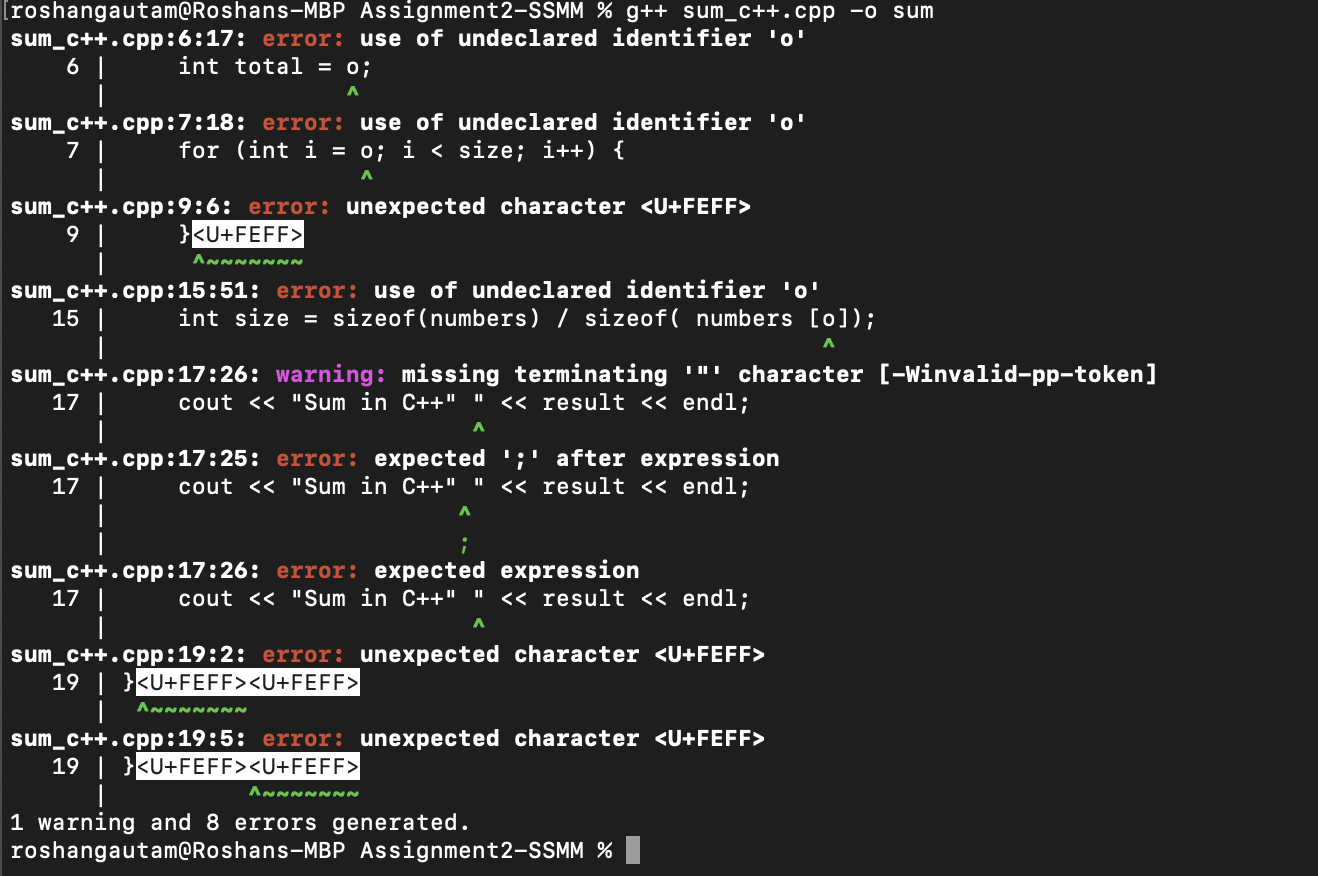 [roshangautam@Roshans-MBP Assignment2-SSMM % g++ sum_c++.cpp -o sum
sum_c++.cpp:6:17: error: use of undeclared identifier 'o'
    6 |     int total = o;
      |                 ^
sum_c++.cpp:7:18: error: use of undeclared identifier 'o'
    7 |     for (int i = o; i < size; i++) {
      |                  ^
sum_c++.cpp:9:6: error: unexpected character <U+FEFF>
    9 |     }<U+FEFF>
      |      ^~~~~~~~
sum_c++.cpp:15:51: error: use of undeclared identifier 'o'
   15 |     int size = sizeof(numbers) / sizeof( numbers [o]);
      |                                                   ^
sum_c++.cpp:17:26: warning: missing terminating '"' character [-Winvalid-pp-token]
   17 |     cout << "Sum in C++" " << result << endl;
      |                          ^
sum_c++.cpp:17:25: error: expected ';' after expression
   17 |     cout << "Sum in C++" " << result << endl;
      |                         ^
      |                         ;
sum_c++.cpp:17:26: error: expected expression
   17 |     cout << "Sum in C++" " << result << endl;
      |                          ^
sum_c++.cpp:19:2: error: unexpected character <U+FEFF>
   19 | }<U+FEFF><U+FEFF>
      |  ^~~~~~~~
sum_c++.cpp:19:5: error: unexpected character <U+FEFF>
   19 | }<U+FEFF><U+FEFF>
      |          ^~~~~~~~
1 warning and 8 errors generated.
roshangautam@Roshans-MBP Assignment2-SSMM %